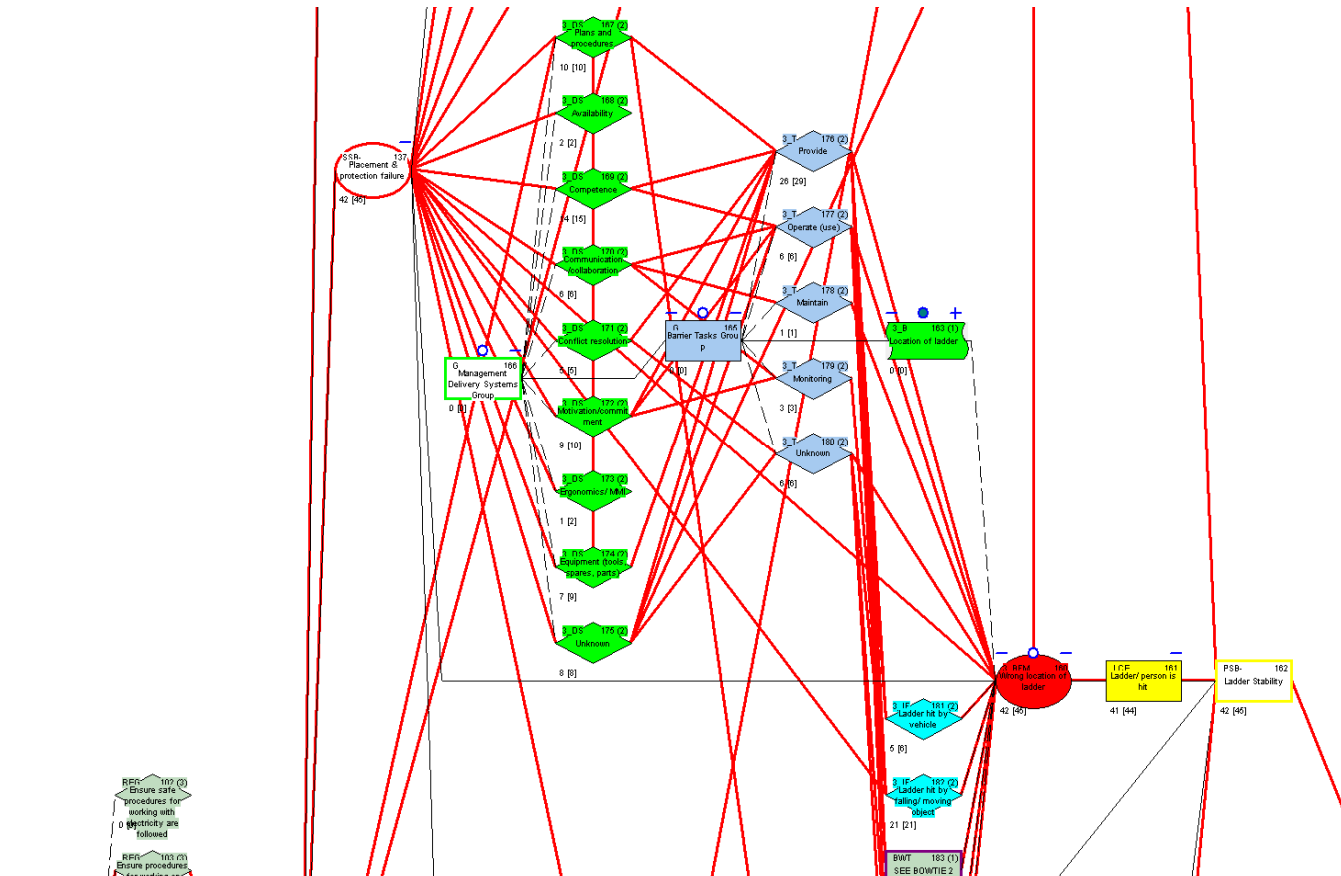 3_DS 167 (2)
Plans and
procedures
10 [10]
3_DS 168 (2)
Availability
2 [2]
SSB- 137
Placement &
protection failure
42 [46]
3_DS 169 (2)
Competence
14 [15]
3_DS 170 (2)
Communication
/collaboration
6 [6]
3_DS 171 (2)
Conflict resolution
5 [5]
G 166
Management
Delivery Systems
Group
0 [0]
3_DS 172 (2)
Motivation/commit
ment
9 [10]
3_DS 173 (2)
Ergonomics/ MMI
1 [2]
3_DS 174 (2)
Equipment (tools,
spares, parts)
7 [9]
3_DS 175 (2)
Unknown
8 [8]
G 165
Barrier Tasks Grou
p
0 [0]
3_T 176 (2)
Provide
26 [29]
3_T 177 (2)
Operate (use)
6 [6]
3_T 178 (2)
Maintain
1 [1]
3_T 179 (2)
Monitoring
3 [3]
3_T 180 (2)
Unknown
6 [6]
3_B 163 (1)
Location of ladder
0 [0]
Wrong location of
ladder
42 [46]
LCE 161
Ladder/ person is
hit
41 [44]
PSB- 162
Ladder Stability
42 [45]
3_IF 181 (2)
Ladder hit by
vehicle
5 [6]
3_IF 182 (2)
Ladder hit by
falling/ moving
object
21 [21]
BWT 183 (1)
SEE BOWTIE 2
REG 102 (3)
Ensure safe
procedures for
working with
electricity are
followed
REG 103 (3)
Ensure procedures
for working on